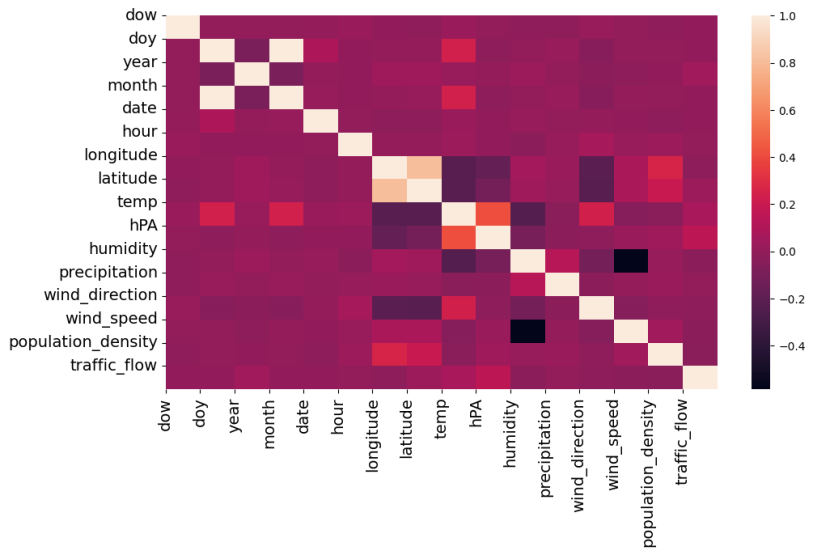 dow
doy
year
month
date
hour
longitude
latitude
temp
hPA
humidity
precipitation
wind_direction
wind_speed
population_density
traffic_flow
dow
doy
year
month
date
hour
longitude
latitude
temp
hPA
humidity
precipitation
wind_direction
wind_speed
population_density
traffic_flow
1.0
0.8
0.6
0.4
0.2
0.0
−0.2
−0.4